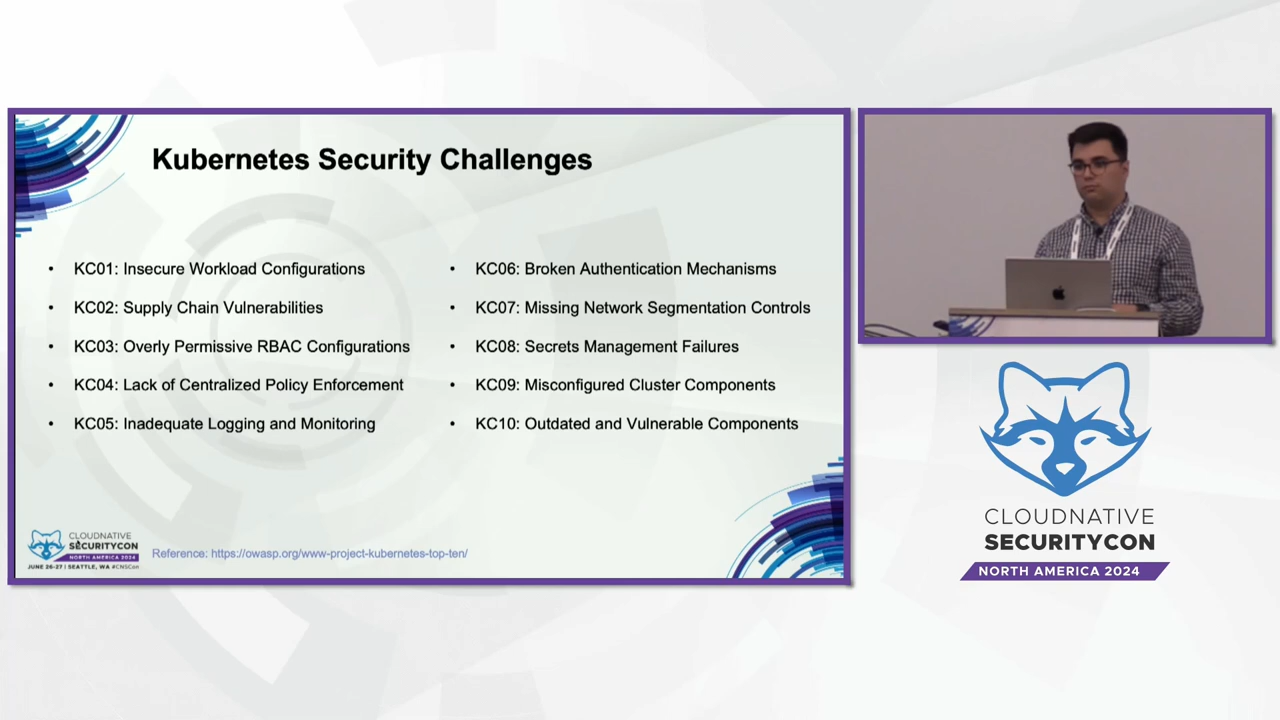 Kubernetes Security Challenges
• KC01: Insecure Workload Configurations
• KC02: Supply Chain Vulnerabilities
• KC03: Overly Permissive RBAC Configurations
• KC04: Lack of Centralized Policy Enforcement
• KC05: Inadequate Logging and Monitoring
• KC06: Broken Authentication Mechanisms
• KC07: Missing Network Segmentation Controls
• KC08: Secrets Management Failures
• KC09: Misconfigured Cluster Components
• KC10: Outdated and Vulnerable Components
CLOUDNATIVE
SECURITYCON
NORTH AMERICA 2024
JUNE 26-27 | SEATTLE, WA #CNSCon
Reference: https://owasp.org/www-project-kubernetes-top-ten/
CLOUDNATIVE
SECURITYCON
NORTH AMERICA 2024